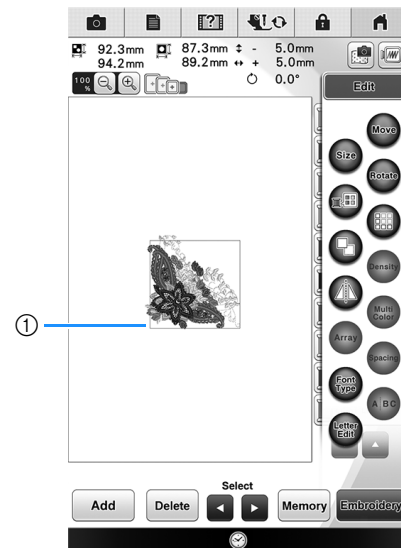 92.3mm 87.3mm - 5.0mm
94.2mm 89.2mm + 5.0mm
100 % 0.0°
Edit
Move
Size
Rotate
Density
Multi Color
Array
Spacing
Font Type
A BC
Letter Edit
①
Select
Add Delete Memory Embroidery